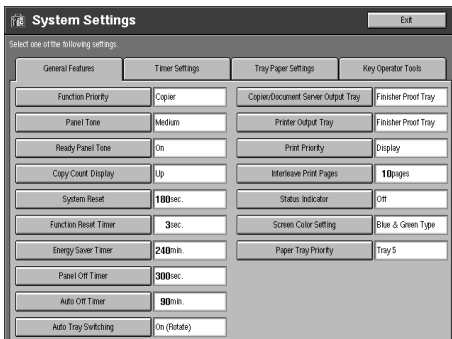 System Settings
Exit
Select one of the following settings.
General Features
Timer Settings
Tray Paper Settings
Key Operator Tools
Function Priority
Copier
Panel Tone
Medium
Ready Panel Tone
On
Copy Count Display
Up
System Reset
180sec.
Function Reset Timer
3sec.
Energy Saver Timer
240min.
Panel Off Timer
300sec.
Auto Off Timer
90min.
Auto Tray Switching
On (Rotate)
Copier/Document Server Output Tray
Finisher Proof Tray
Printer Output Tray
Finisher Proof Tray
Print Priority
Display
Interleave Print Pages
10pages
Status Indicator
Off
Screen Color Setting
Blue & Green Type
Paper Tray Priority
Tray 5